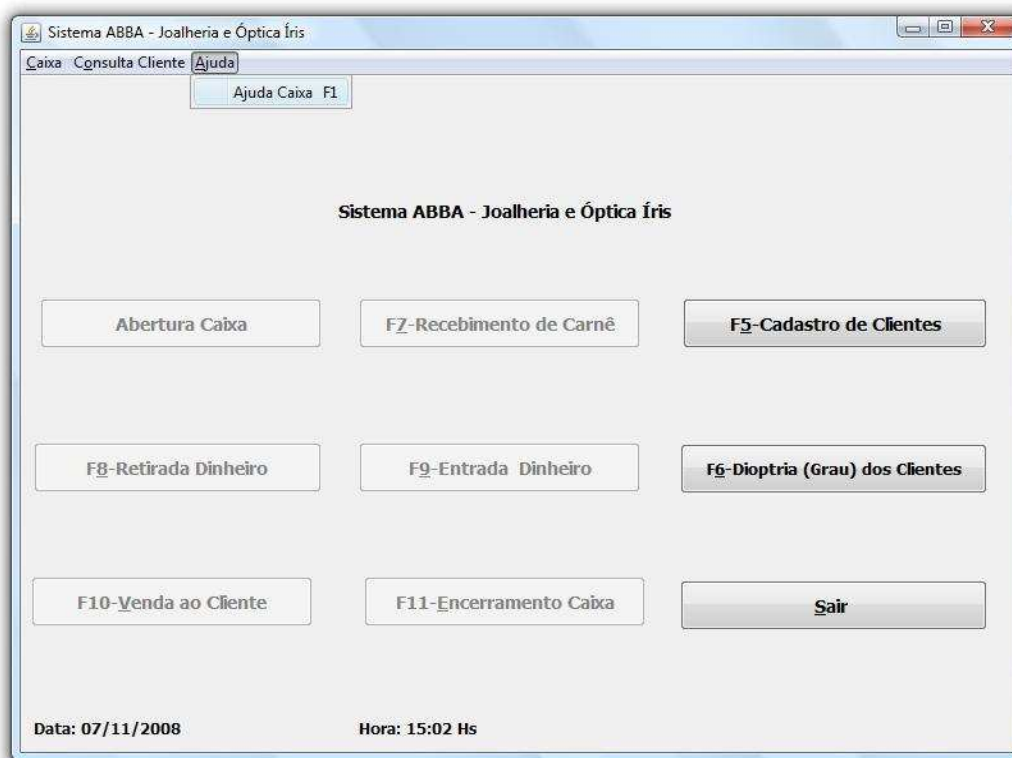 Sistema ABBA - Joalheria e Óptica Íris
Caixa Consulta Cliente Ajuda
Ajuda Caixa F1
Sistema ABBA - Joalheria e Óptica Íris
Abertura Caixa F7-Recebimento de Carnê F5-Cadastro de Clientes
F8-Retirada Dinheiro F9-Entrada Dinheiro F6-Dioptria (Grau) dos Clientes
F10-Venda ao Cliente F11-Encerramento Caixa Sair
Data: 07/11/2008 Hora: 15:02 Hs